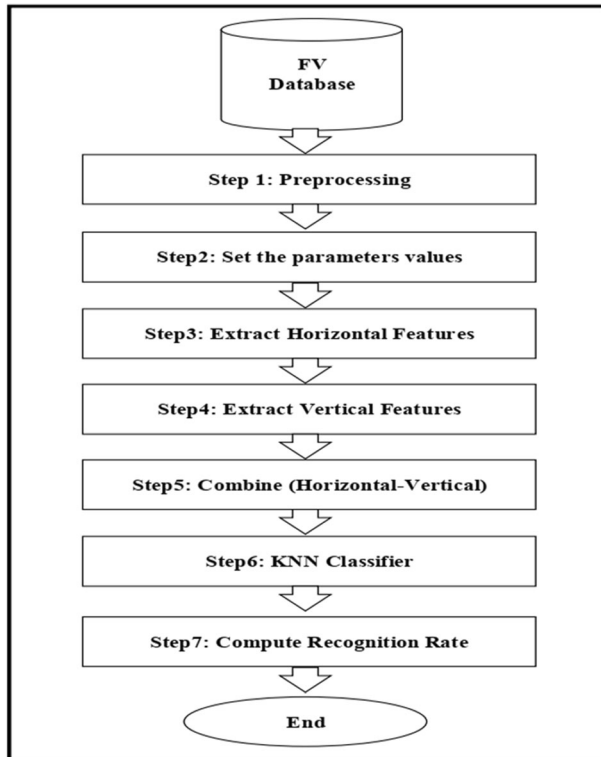 FV
Database
Step 1: Preprocessing
Step2: Set the parameters values
Step3: Extract Horizontal Features
Step4: Extract Vertical Features
Step5: Combine (Horizontal-Vertical)
Step6: KNN Classifier
Step7: Compute Recognition Rate
End